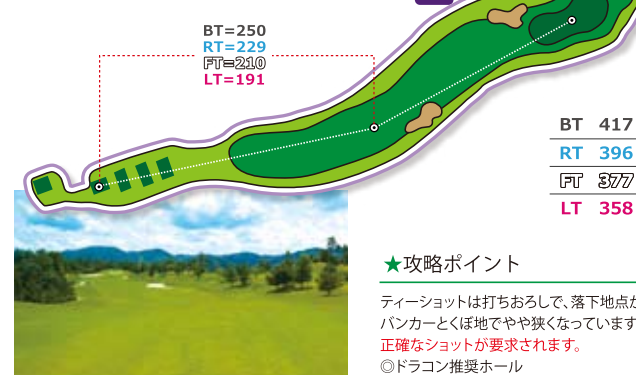 BT=250
RT=229
FT=210
LT=191
BT 417
RT 396
FT 377
LT 358
★攻略ポイント
ティーショットは打ちおろしで、落下地点が
バンカーとくぼ地でやや狭くなっています
正確なショットが要求されます。
◎ドラコン推奨ホール